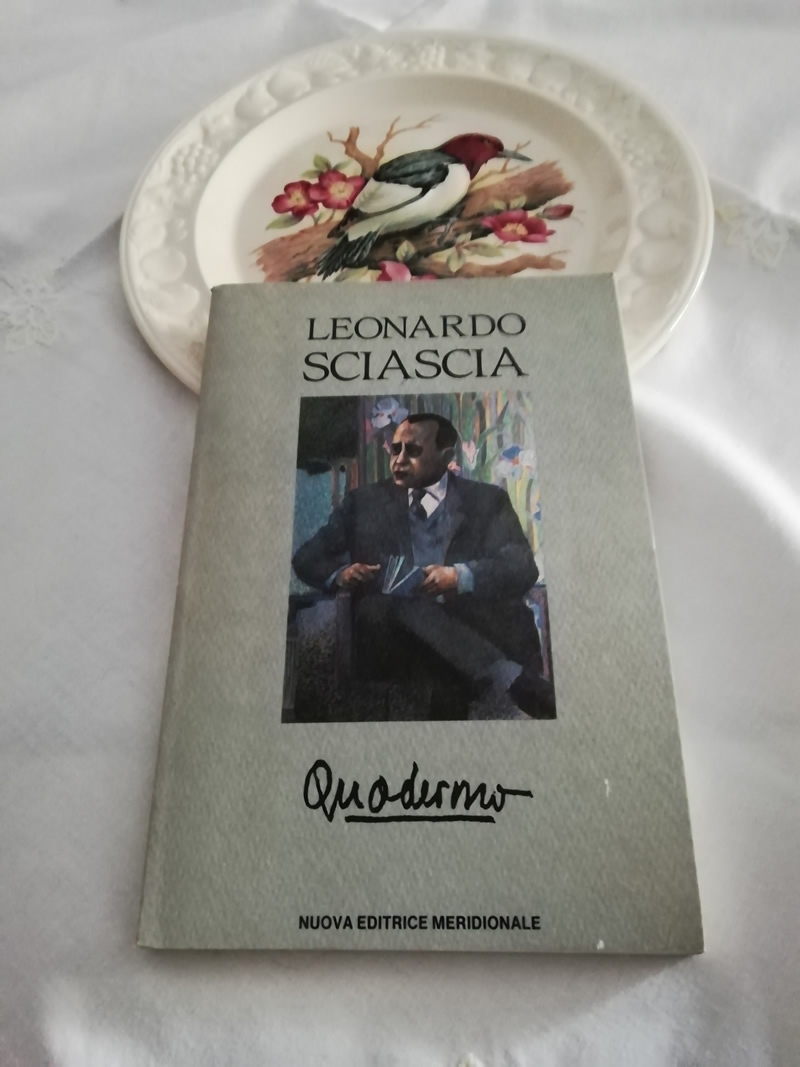 LEONARDO
SCIASCIA
Quaderno
NUOVA EDITRICE MERIDIONALE